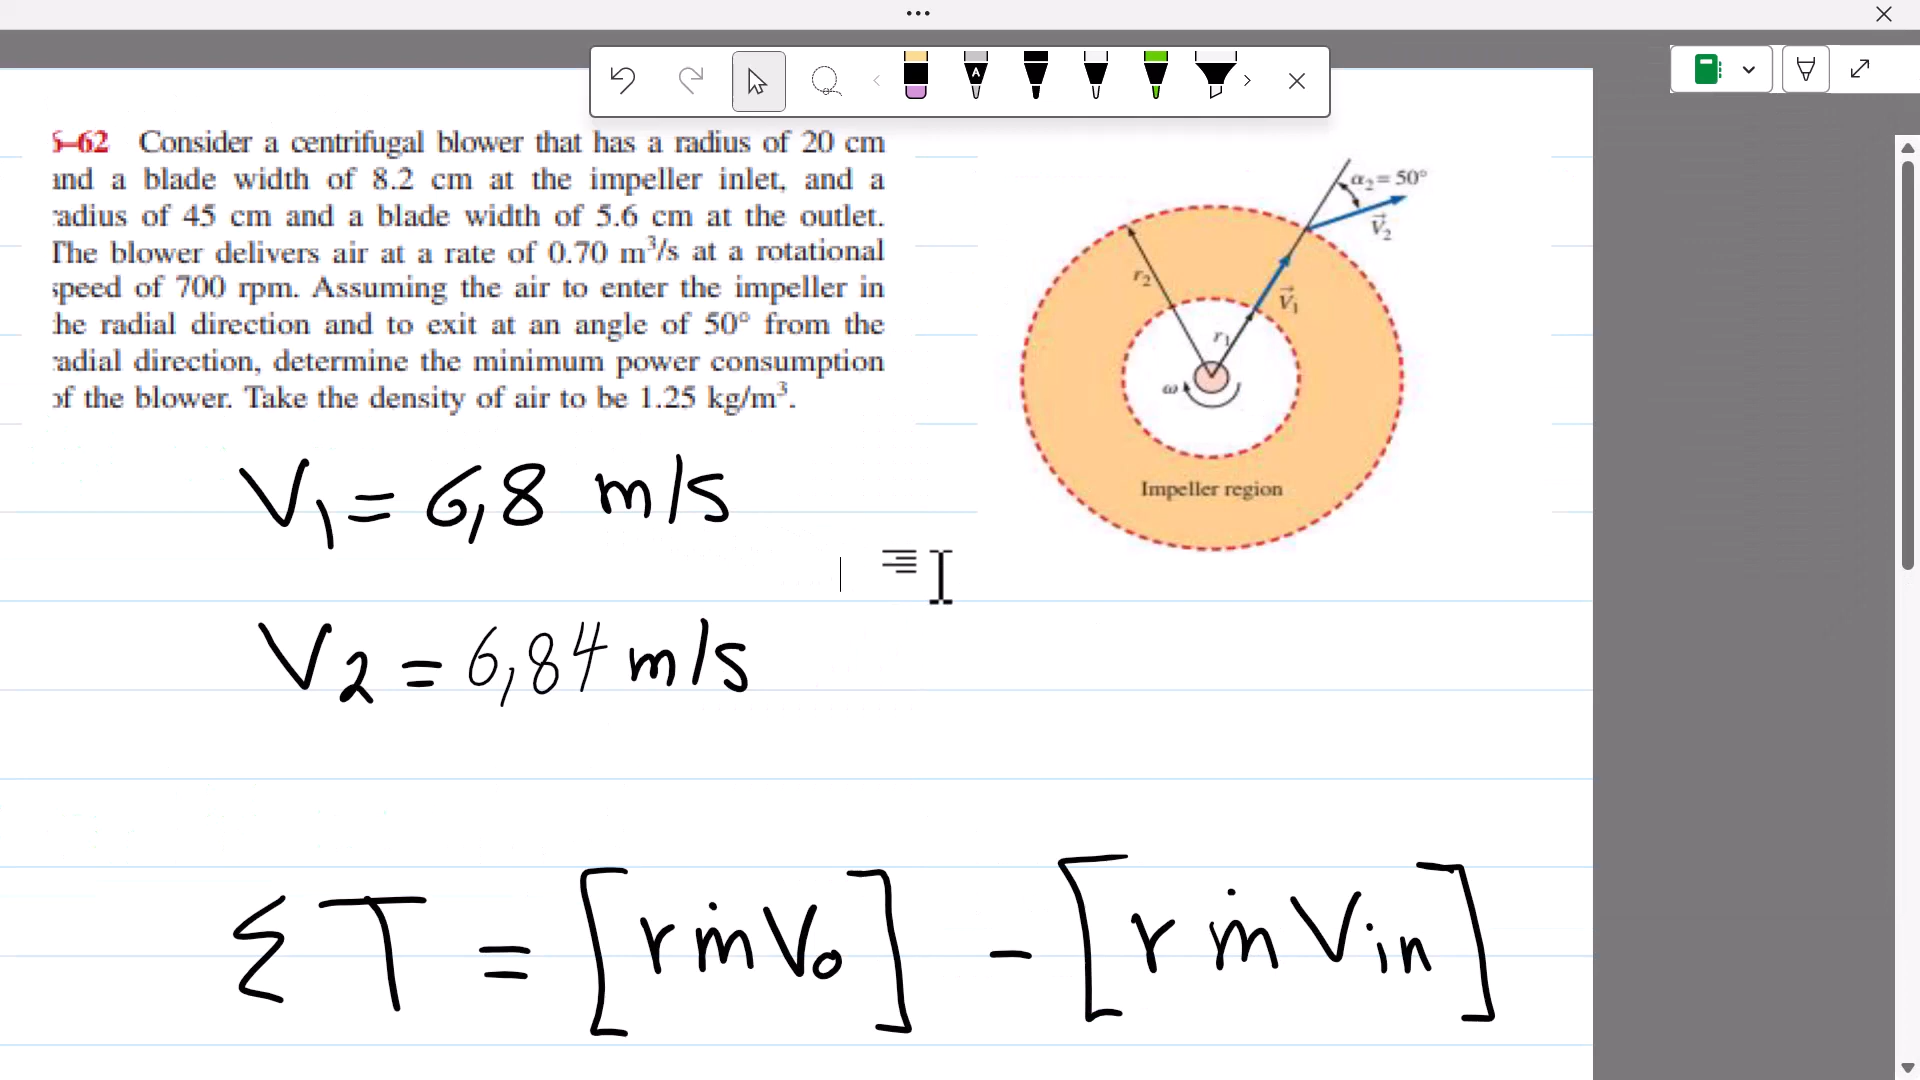 5–62 Consider a centrifugal blower that has a radius of 20 cm
and a blade width of 8.2 cm at the impeller inlet, and a
radius of 45 cm and a blade width of 5.6 cm at the outlet.
The blower delivers air at a rate of 0.70 m³/s at a rotational
speed of 700 rpm. Assuming the air to enter the impeller in
the radial direction and to exit at an angle of 50° from the
radial direction, determine the minimum power consumption
of the blower. Take the density of air to be 1.25 kg/m³.
α₂ = 50°
V⃗₂
r₂
V⃗₁
r₁
ω
Impeller region
V₁ = 6,8 m/s
V₂ = 6,84 m/s
Σ T = [r ṁ Vo] - [r ṁ Vin]